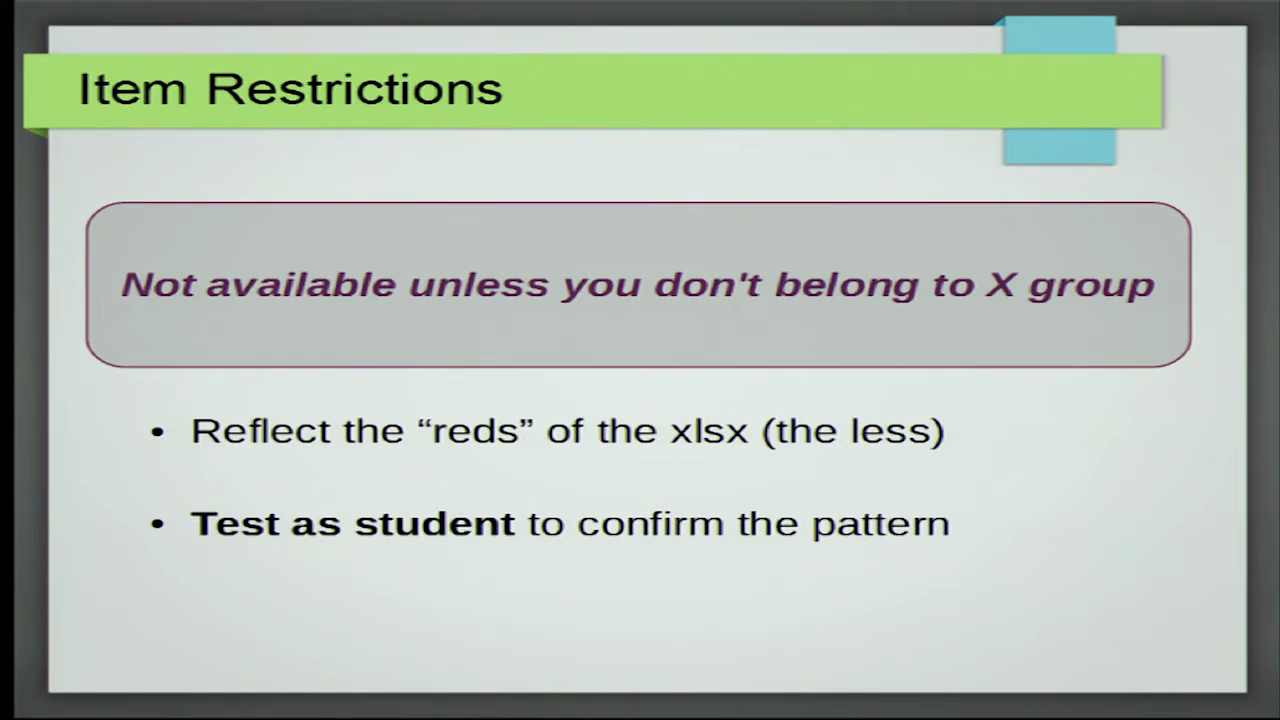 Item Restrictions
Not available unless you don't belong to X group
• Reflect the “reds” of the xlsx (the less)
• Test as student to confirm the pattern